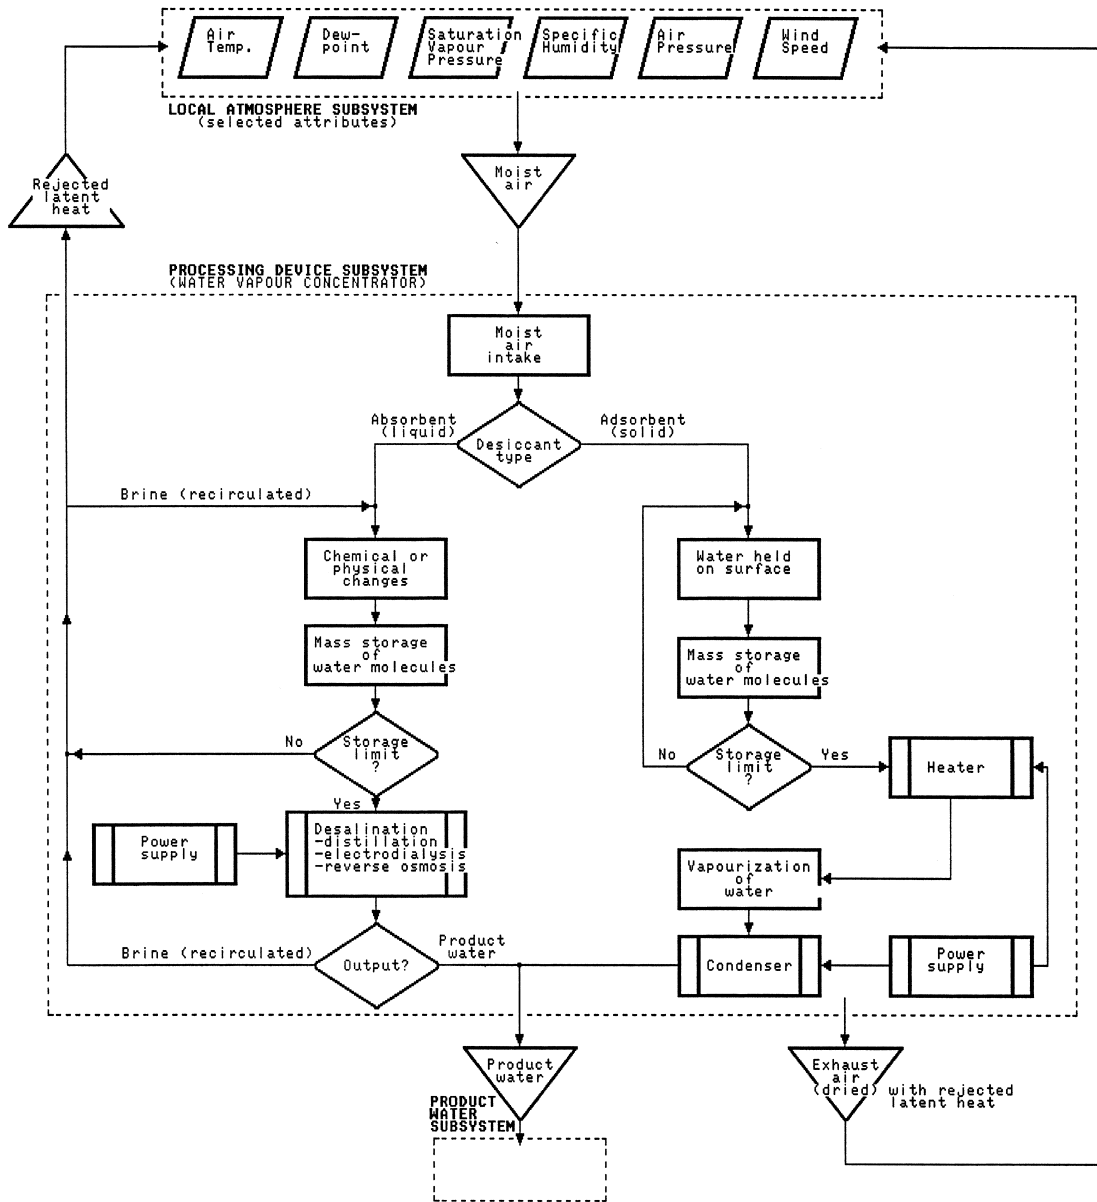 Air
Temp.
Dew-
point
Saturation
Vapour
Pressure
Specific
Humidity
Air
Pressure
Wind
Speed
LOCAL ATMOSPHERE SUBSYSTEM
(selected attributes)
Moist
air
Rejected
latent
heat
PROCESSING DEVICE SUBSYSTEM
(WATER VAPOUR CONCENTRATOR)
Moist
air
intake
Absorbent
(liquid)
Adsorbent
(solid)
Desiccant
type
Brine (recirculated)
Chemical or
physical
changes
Water held
on surface
Mass storage
of
water molecules
Mass storage
of
water molecules
No
Storage
limit
?
No
Storage
limit
?
Yes
Heater
Yes
Power
supply
Desalination
-distillation
-electrodialysis
-reverse osmosis
Vapourization
of
water
Brine (recirculated)
Output?
Product
water
Condenser
Power
supply
Product
water
Exhaust
air
(dried) with rejected
latent heat
PRODUCT
WATER
SUBSYSTEM